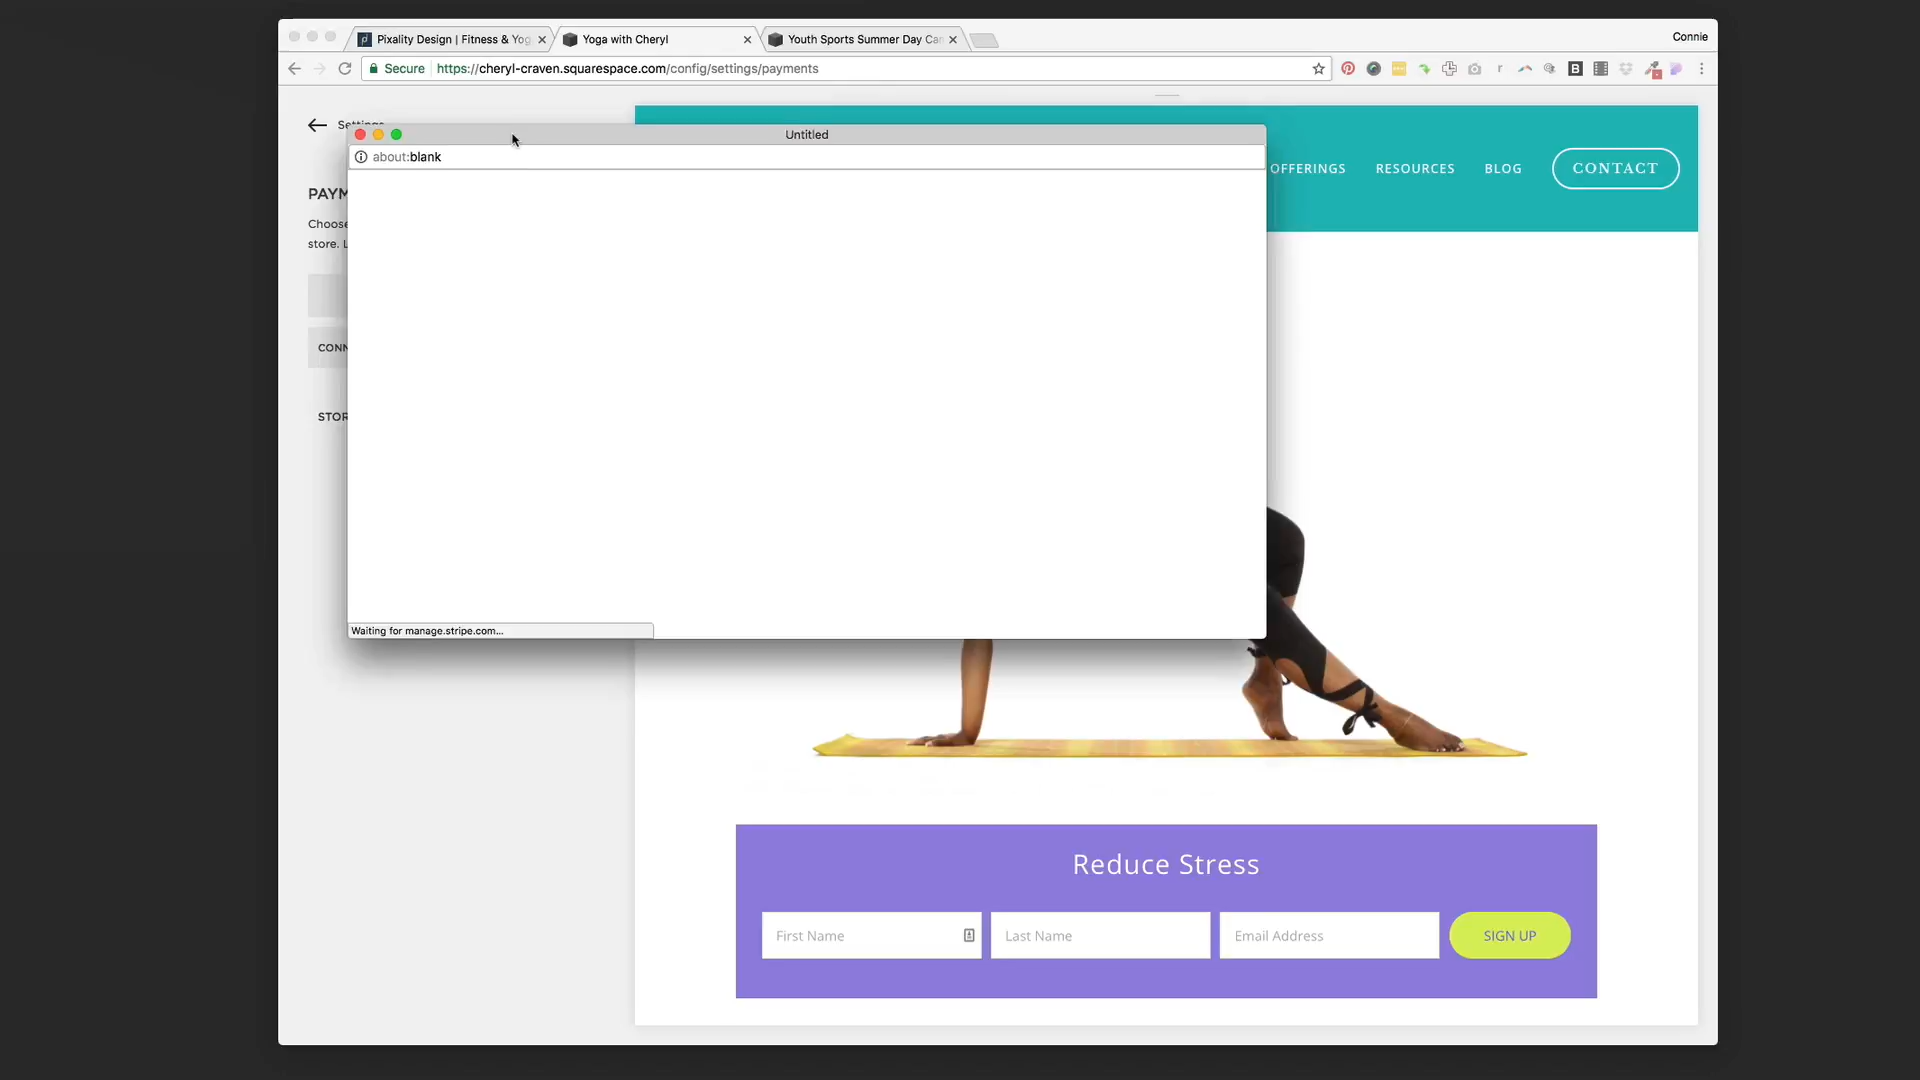 Pixality Design | Fitness & Yog
Yoga with Cheryl
Youth Sports Summer Day Car
Connie
Secure
https://cheryl-craven.squarespace.com/config/settings/payments
Settings
Untitled
about:blank
OFFERINGS
RESOURCES
BLOG
CONTACT
PAYM
Choose
store. L
CONN
STOR
Waiting for manage.stripe.com...
Reduce Stress
First Name
Last Name
Email Address
SIGN UP